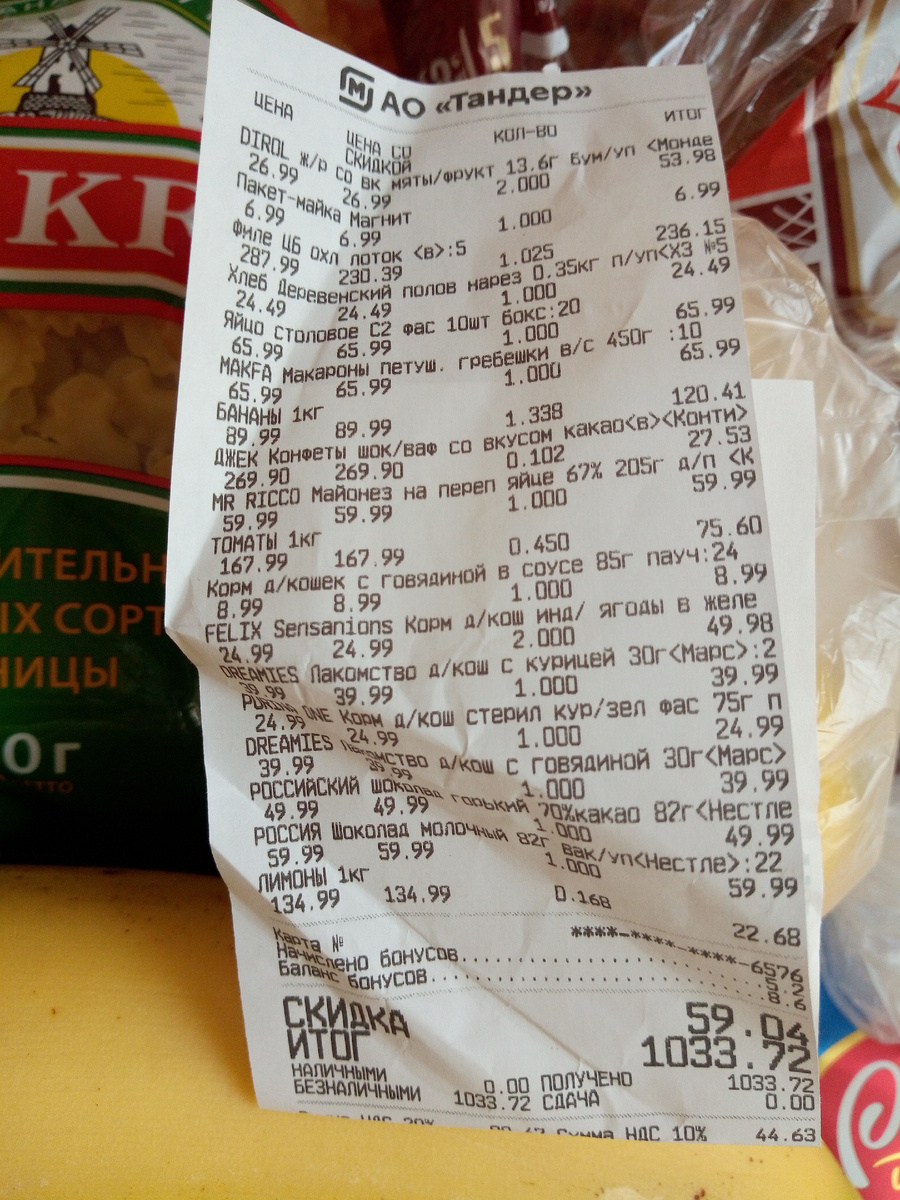 KR
ИТЕЛЬН
ЫХ СОРТ
НИЦЫ
0г
АО «Тандер»
ЦЕНА ЦЕНА СО СКИДКОЙ КОЛ-ВО ИТОГ
DIROL ж/р СО ВК мяты/фрукт 13.6г бум/уп <Монде
26.99 26.99 2.000 53.98
Пакет-майка Магнит
6.99 6.99 1.000 6.99
Филе ЦБ охл лоток <в>:5
287.99 230.39 1.025 236.15
Хлеб Деревенский полов нарез 0.35кг п/уп<ХЗ №5
24.49 24.49 1.000 24.49
Яйцо столовое С2 фас 10шт бокс:20
65.99 65.99 1.000 65.99
MAKFA Макароны петуш. гребешки в/с 450г :10
65.99 65.99 1.000 65.99
БАНАНЫ 1кг
89.99 89.99 1.338 120.41
ДЖЕК Конфеты шок/ваф со вкусом какао<в><Конти>
269.90 269.90 0.102 27.53
MR RICCO Майонез на переп яйце 67% 205г д/п <К
59.99 59.99 1.000 59.99
ТОМАТЫ 1кг
167.99 167.99 0.450 75.60
Корм д/кошек с говядиной в соусе 85г пауч:24
8.99 8.99 1.000 8.99
FELIX Sensanions Корм д/кош инд/ ягоды в желе
24.99 24.99 2.000 49.98
DREAMIES Лакомство д/кош с курицей 30г<Марс>:2
39.99 39.99 1.000 39.99
PURINA ONE Корм д/кош стерил кур/зел фас 75г п
24.99 24.99 1.000 24.99
DREAMIES Лакомство д/кош с говядиной 30г<Марс>
39.99 39.99 1.000 39.99
РОССИЙСКИЙ шоколад горький 70%какао 82г<Нестле
49.99 49.99 1.000 49.99
РОССИЯ Шоколад молочный 82г вак/уп<Нестле>:22
59.99 59.99 1.000 59.99
ЛИМОНЫ 1кг
134.99 134.99 0.168 22.68
Карта № ****-****-****-6576
Начислено бонусов
Баланс бонусов
СКИДКА 59.04
ИТОГ 1033.72
НАЛИЧНЫМИ 0.00 ПОЛУЧЕНО 1033.72
БЕЗНАЛИЧНЫМИ 1033.72 СДАЧА 0.00
Сумма НДС 10% 44.63